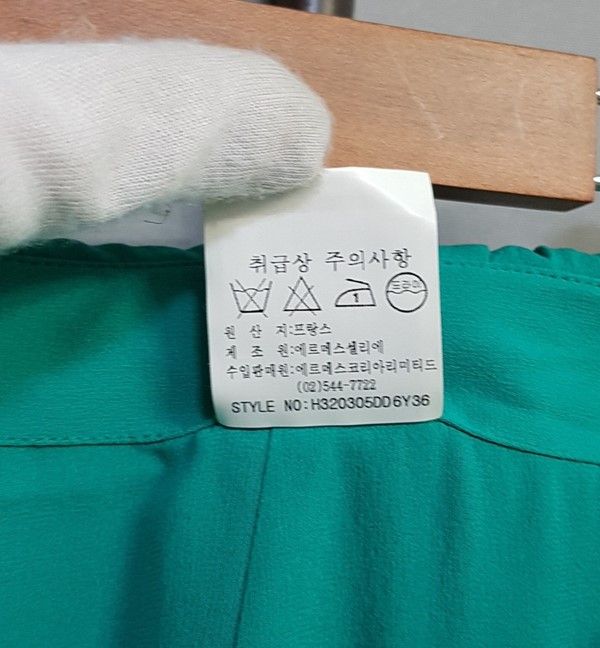 취급상 주의사항
1 드라이
원 산 지:프랑스
제 조 원:에르메스셀리에
수입판매원:에르메스코리아리미티드
(02)544-7722
STYLE NO:H320305DD6Y36